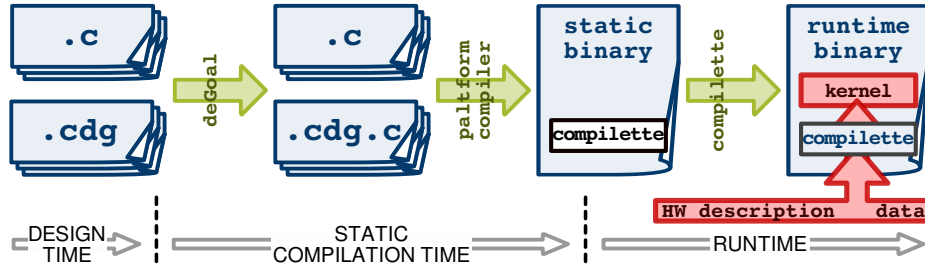 .c
.cdg
deGoal
.c
.cdg.c
paltform
compiler
static
binary
compilette
compilette
runtime
binary
kernel
compilette
HW description data
DESIGN
TIME
STATIC
COMPILATION TIME
RUNTIME